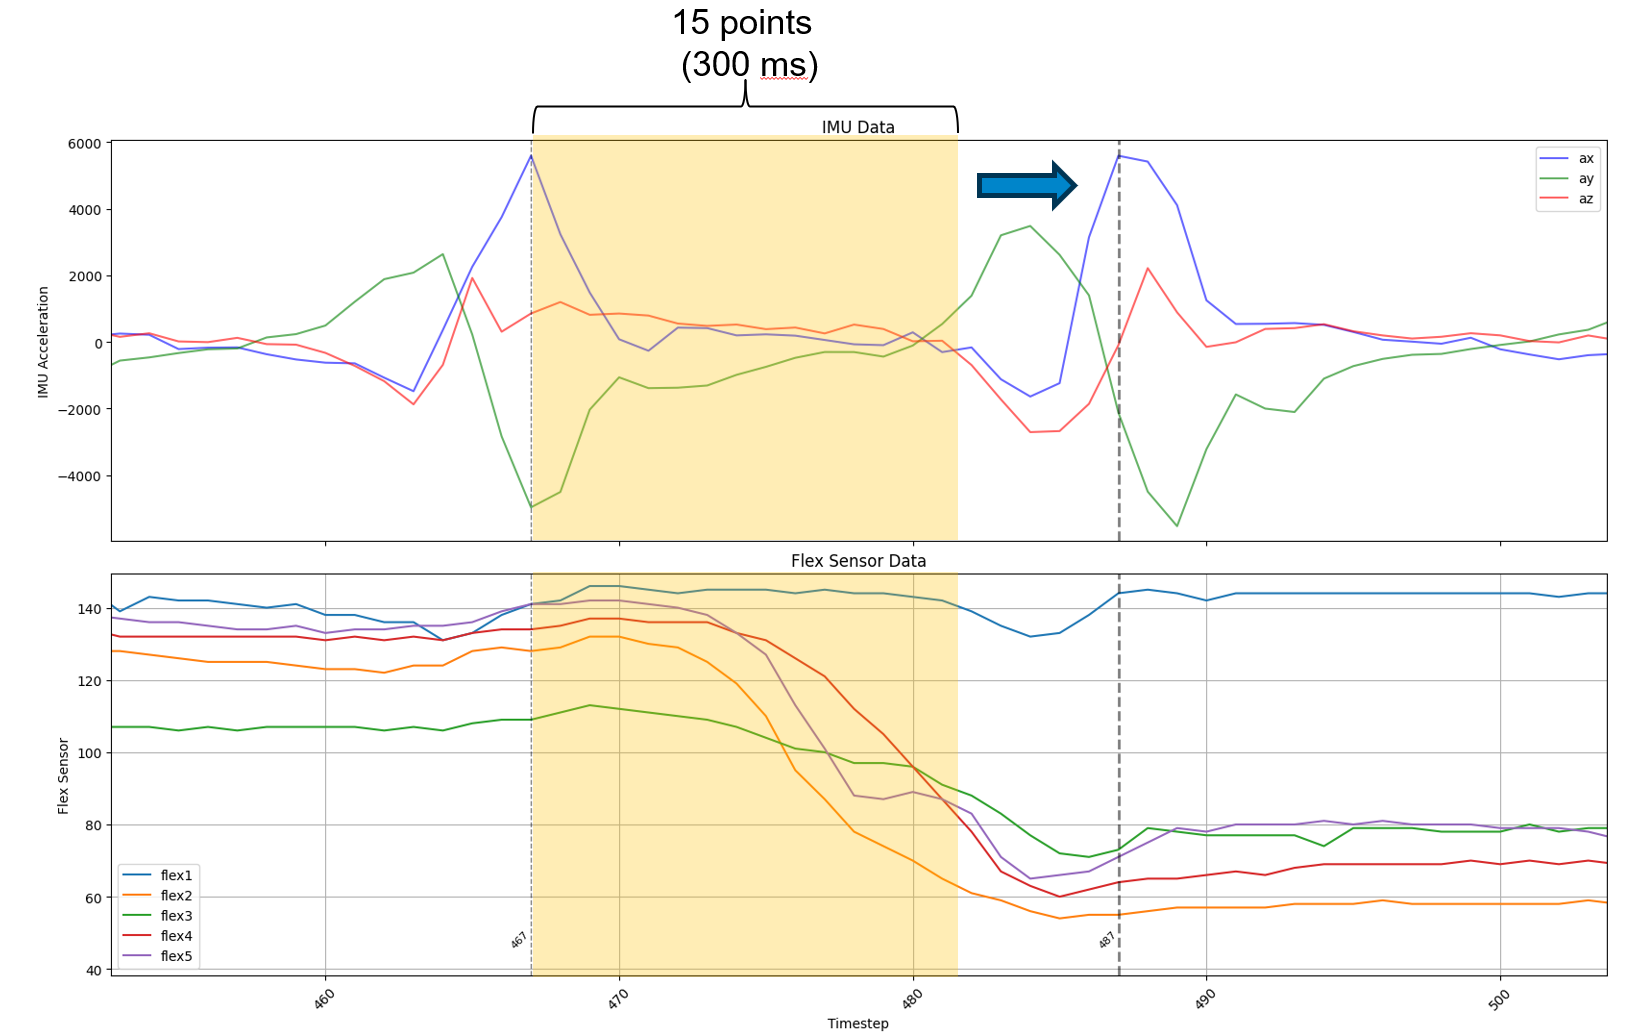 15 points
(300 ms)
IMU Data
6000
4000
2000
0
−2000
−4000
IMU Acceleration
ax
ay
az
Flex Sensor Data
140
120
100
80
60
40
Flex Sensor
flex1
flex2
flex3
flex4
flex5
467
487
460
470
480
490
500
Timestep